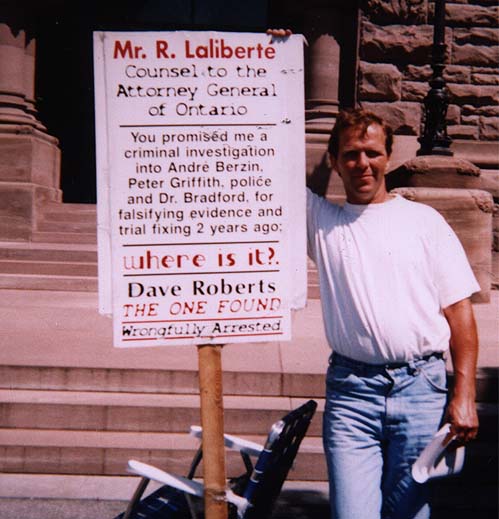 Mr. R. Laliberté
Counsel to the
Attorney General
of Ontario
You promised me a
criminal investigation
into André Berzin,
Peter Griffith, police
and Dr. Bradford, for
falsifying evidence and
trial fixing 2 years ago;
where is it?.
Dave Roberts
THE ONE FOUND
Wrongfully Arrested